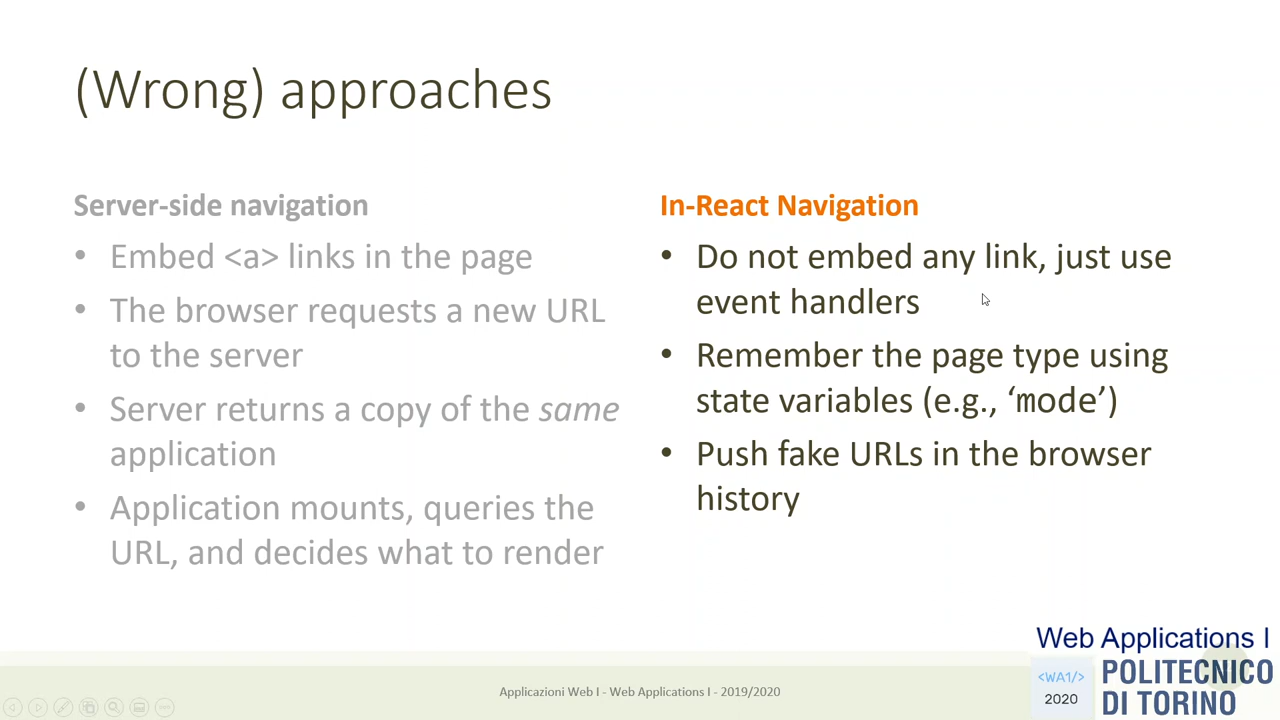 (Wrong) approaches
Server-side navigation
• Embed <a> links in the page
• The browser requests a new URL
to the server
• Server returns a copy of the same
application
• Application mounts, queries the
URL, and decides what to render
In-React Navigation
• Do not embed any link, just use
event handlers
• Remember the page type using
state variables (e.g., ‘mode’)
• Push fake URLs in the browser
history
Applicazioni Web I - Web Applications I - 2019/2020
Web Applications I
<WA1/>
2020
POLITECNICO
DI TORINO